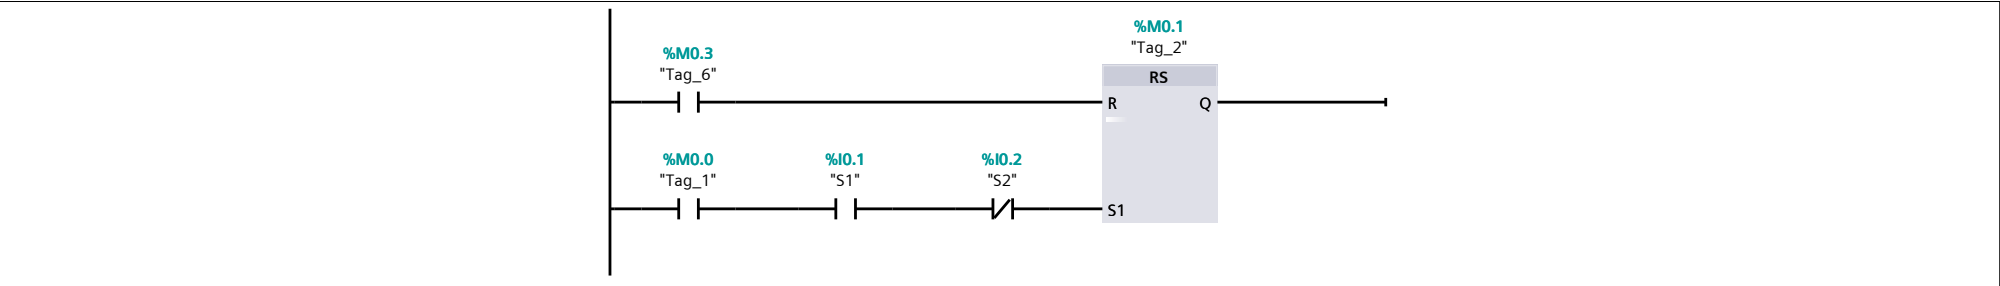 %M0.1
"Tag_2"
%M0.3
"Tag_6"
RS
R
Q
%M0.0
%I0.1
%I0.2
"Tag_1"
"S1"
"S2"
S1